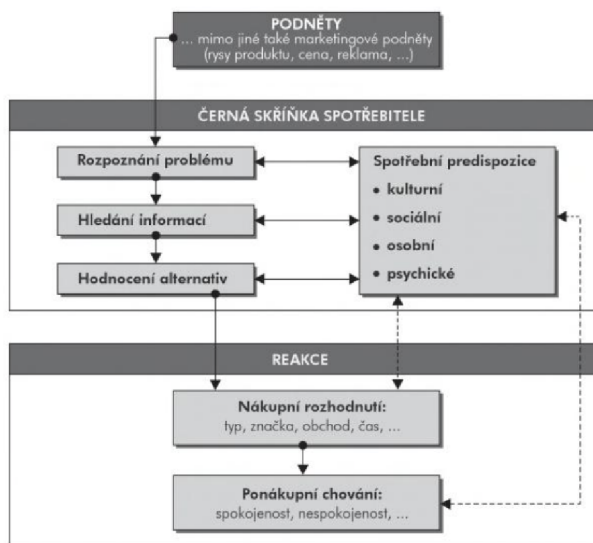 PODNĚTY
... mimo jiné také marketingové podněty
(rysy produktu, cena, reklama, ...)
ČERNÁ SKŘÍŇKA SPOTŘEBITELE
Rozpoznání problému
Hledání informací
Hodnocení alternativ
Spotřební predispozice
• kulturní
• sociální
• osobní
• psychické
REAKCE
Nákupní rozhodnutí:
typ, značka, obchod, čas, ...
Ponákupní chování:
spokojenost, nespokojenost, ...